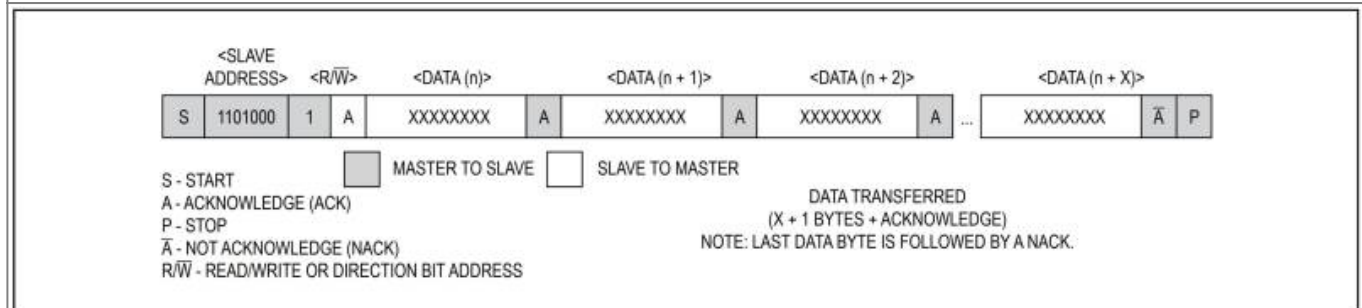 <SLAVE
ADDRESS> <R/W̅> <DATA (n)> <DATA (n + 1)> <DATA (n + 2)> <DATA (n + X)>
S 1101000 1 A XXXXXXXX A XXXXXXXX A XXXXXXXX A ... XXXXXXXX A̅ P
MASTER TO SLAVE SLAVE TO MASTER
S - START
A - ACKNOWLEDGE (ACK)
P - STOP
A̅ - NOT ACKNOWLEDGE (NACK)
R/W̅ - READ/WRITE OR DIRECTION BIT ADDRESS
DATA TRANSFERRED
(X + 1 BYTES + ACKNOWLEDGE)
NOTE: LAST DATA BYTE IS FOLLOWED BY A NACK.